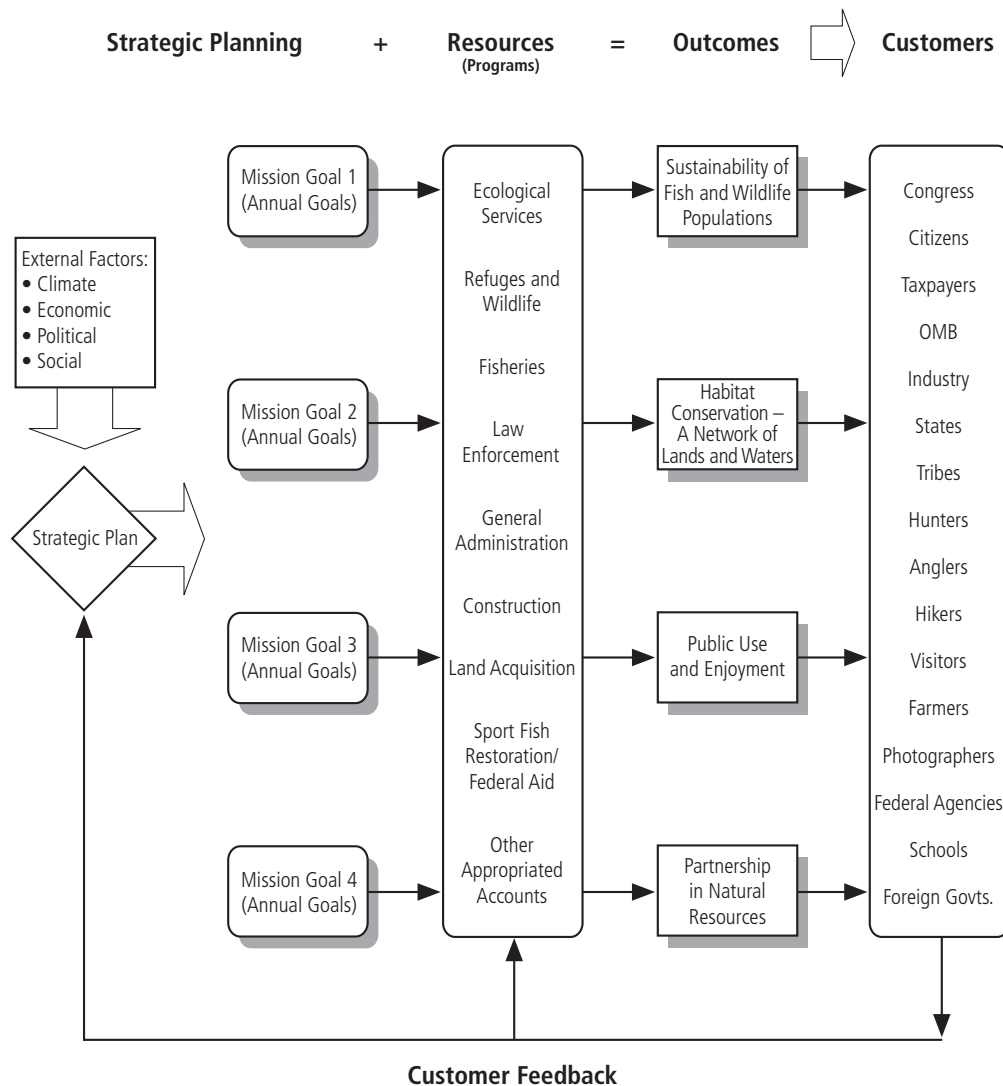 Strategic Planning + Resources = Outcomes Customers
(Programs)
External Factors:
• Climate
• Economic
• Political
• Social
Strategic Plan
Mission Goal 1
(Annual Goals)
Mission Goal 2
(Annual Goals)
Mission Goal 3
(Annual Goals)
Mission Goal 4
(Annual Goals)
Ecological
Services
Refuges and
Wildlife
Fisheries
Law
Enforcement
General
Administration
Construction
Land Acquisition
Sport Fish
Restoration/
Federal Aid
Other
Appropriated
Accounts
Sustainability of
Fish and Wildlife
Populations
Habitat
Conservation –
A Network of
Lands and Waters
Public Use
and Enjoyment
Partnership
in Natural
Resources
Congress
Citizens
Taxpayers
OMB
Industry
States
Tribes
Hunters
Anglers
Hikers
Visitors
Farmers
Photographers
Federal Agencies
Schools
Foreign Govts.
Customer Feedback